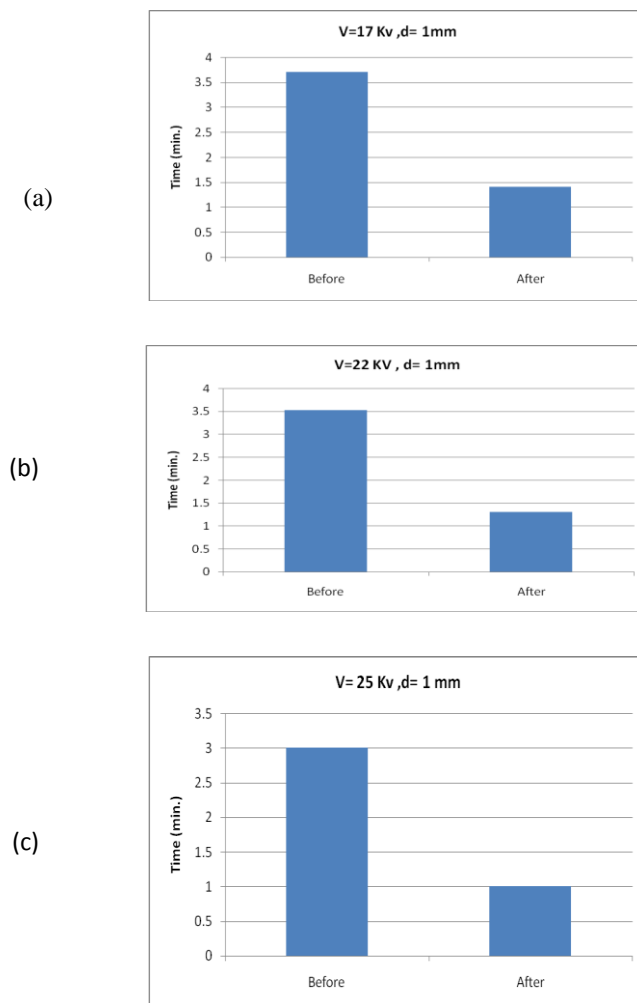 (a)
V=17 Kv ,d= 1mm
Time (min.)
4
3.5
3
2.5
2
1.5
1
0.5
0
Before After
(b)
V=22 KV , d= 1mm
Time (min.)
4
3.5
3
2.5
2
1.5
1
0.5
0
Before After
(c)
V= 25 Kv ,d= 1 mm
Time (min.)
3.5
3
2.5
2
1.5
1
0.5
0
Before After